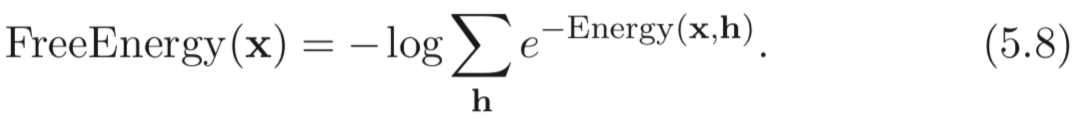 FreeEnergy(𝐱) = −log ∑_𝐡 e^{−Energy(𝐱,𝐡)}. (5.8)